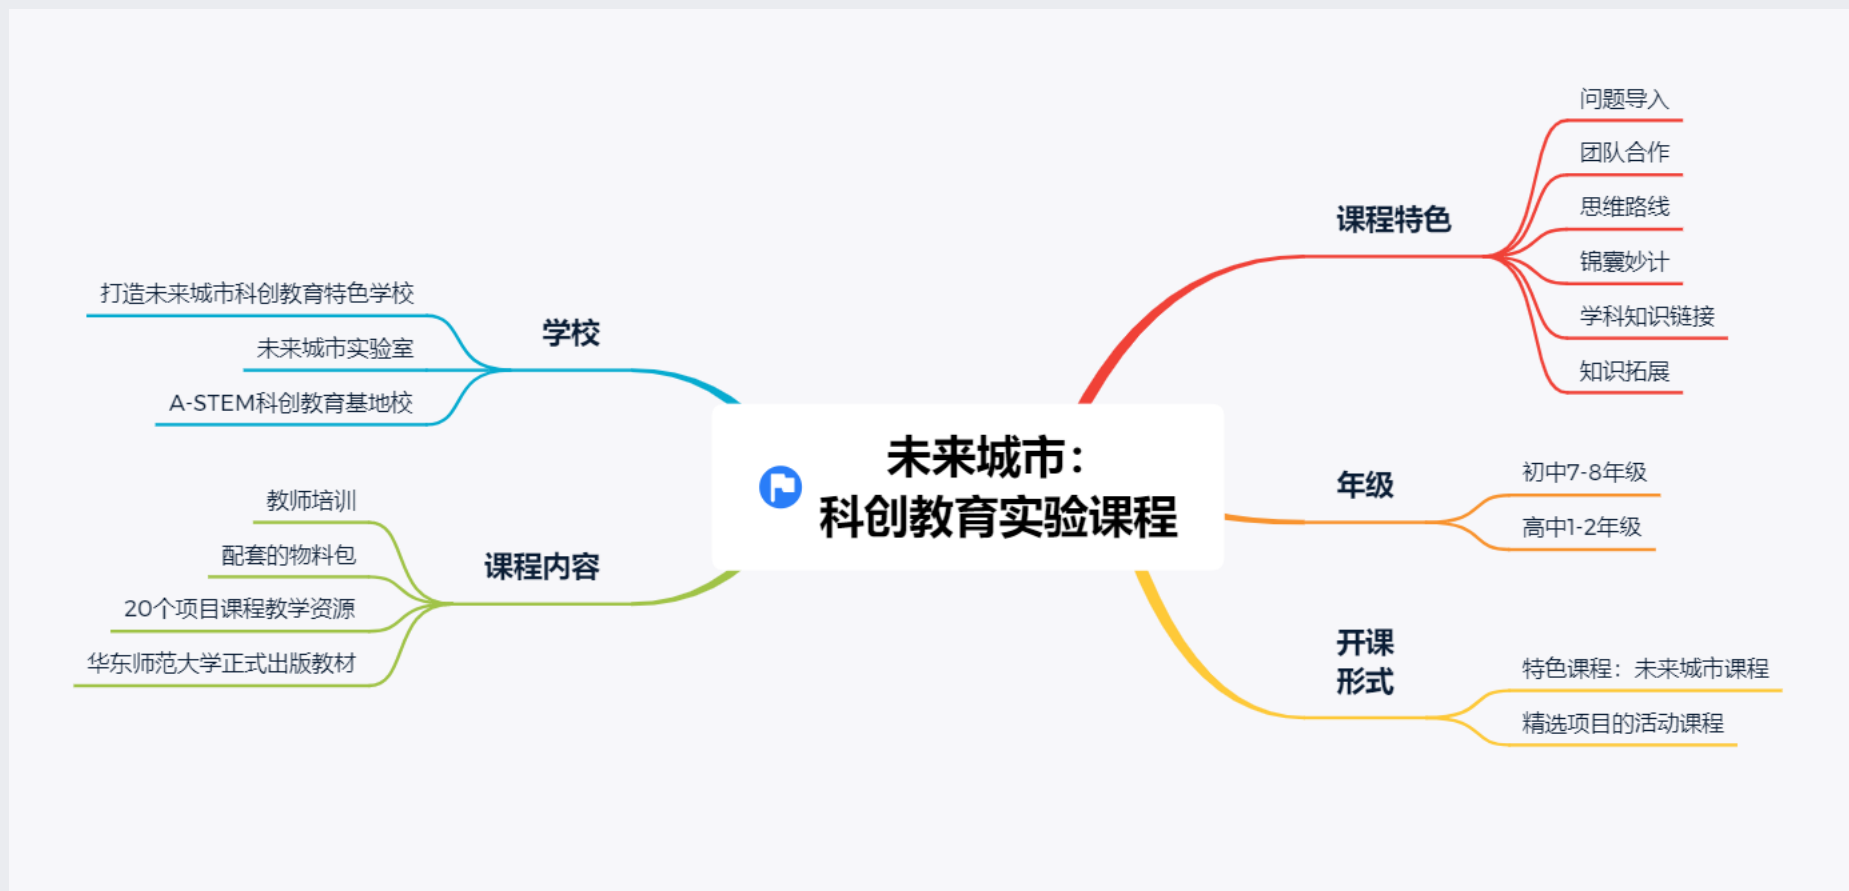 未来城市：
科创教育实验课程
课程特色
问题导入
团队合作
思维路线
锦囊妙计
学科知识链接
知识拓展
年级
初中7-8年级
高中1-2年级
开课
形式
特色课程：未来城市课程
精选项目的活动课程
学校
打造未来城市科创教育特色学校
未来城市实验室
A-STEM科创教育基地校
课程内容
教师培训
配套的物料包
20个项目课程教学资源
华东师范大学正式出版教材